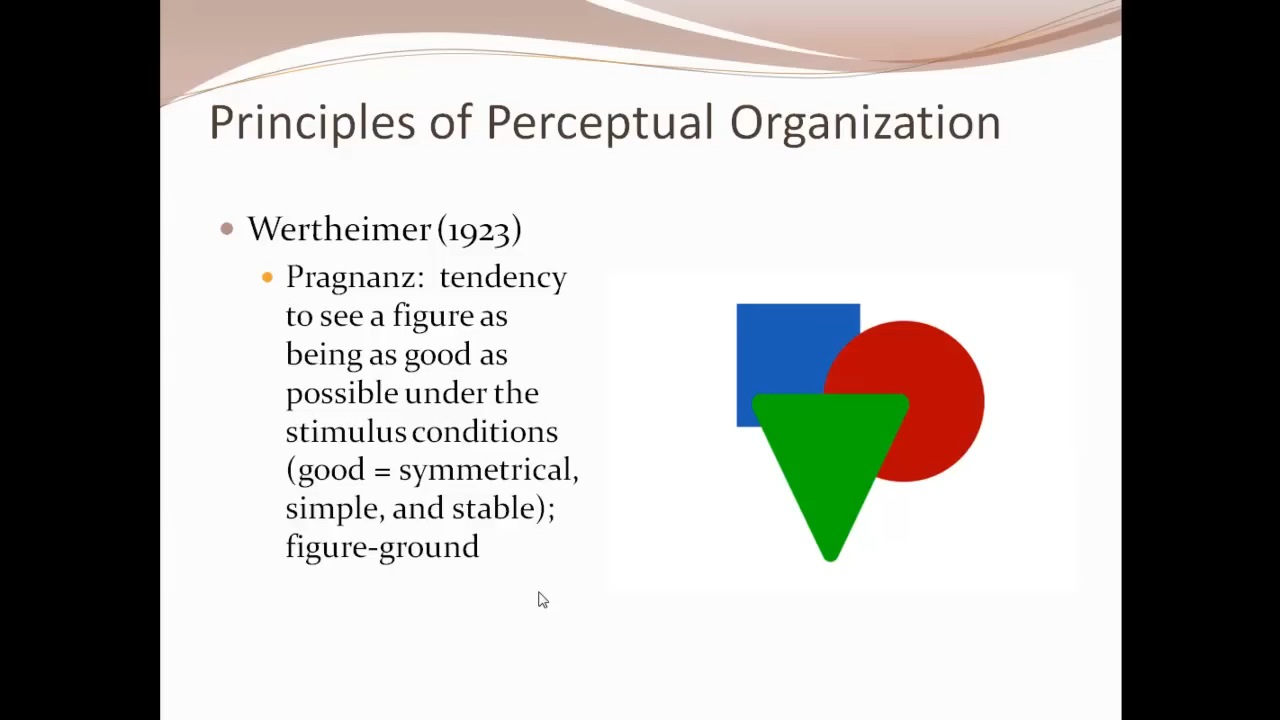 Principles of Perceptual Organization
Wertheimer (1923)
Pragnanz: tendency
to see a figure as
being as good as
possible under the
stimulus conditions
(good = symmetrical,
simple, and stable);
figure-ground